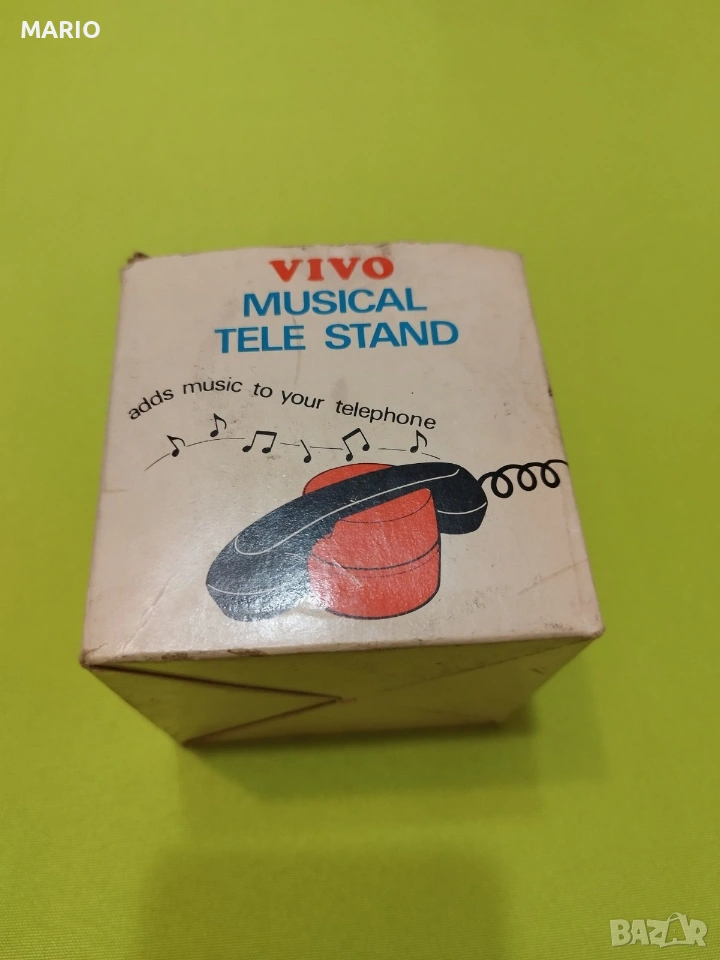 MARIO
VIVO
MUSICAL
TELE STAND
adds music to your telephone
BAZAR